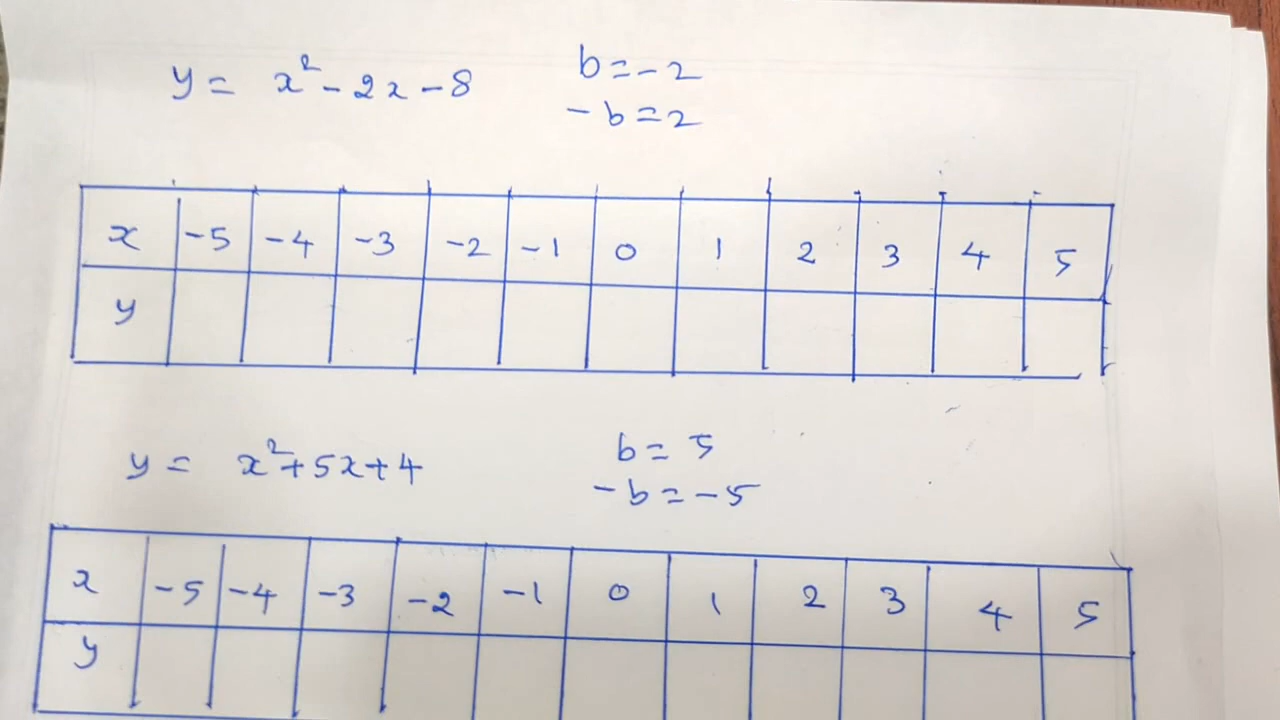 y = x² - 2x - 8 b = -2
-b = 2
x -5 -4 -3 -2 -1 0 1 2 3 4 5
y
y = x² + 5x + 4 b = 5
-b = -5
x -5 -4 -3 -2 -1 0 1 2 3 4 5
y